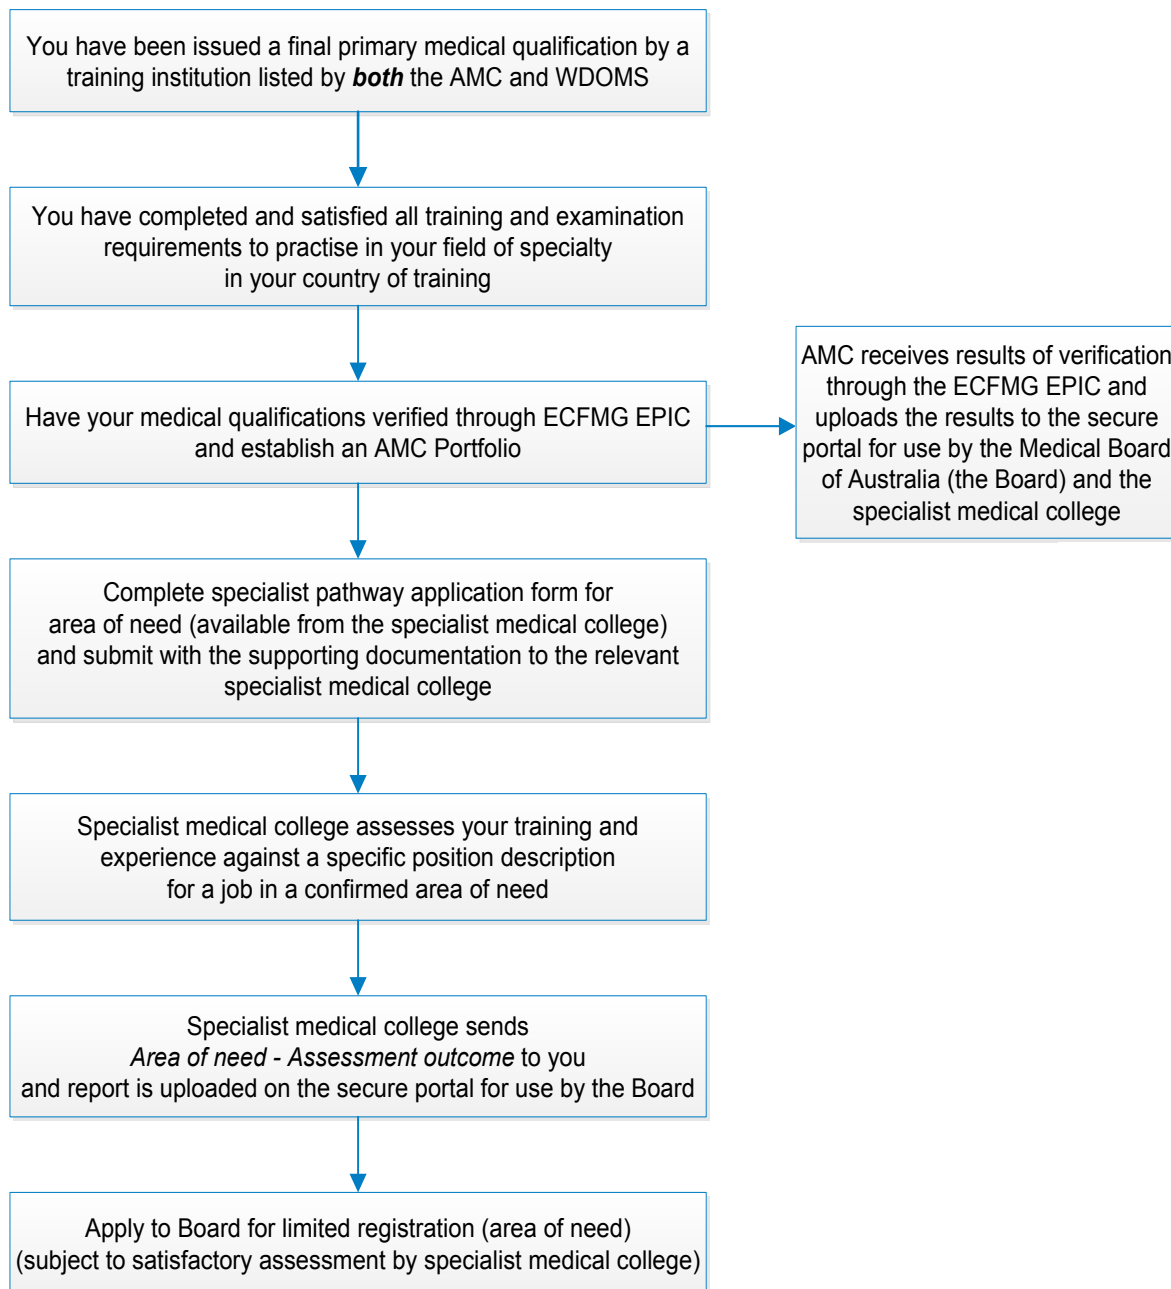 You have been issued a final primary medical qualification by a
training institution listed by both the AMC and WDOMS
You have completed and satisfied all training and examination
requirements to practise in your field of specialty
in your country of training
Have your medical qualifications verified through ECFMG EPIC
and establish an AMC Portfolio
AMC receives results of verification
through the ECFMG EPIC and
uploads the results to the secure
portal for use by the Medical Board
of Australia (the Board) and the
specialist medical college
Complete specialist pathway application form for
area of need (available from the specialist medical college)
and submit with the supporting documentation to the relevant
specialist medical college
Specialist medical college assesses your training and
experience against a specific position description
for a job in a confirmed area of need
Specialist medical college sends
Area of need - Assessment outcome to you
and report is uploaded on the secure portal for use by the Board
Apply to Board for limited registration (area of need)
(subject to satisfactory assessment by specialist medical college)